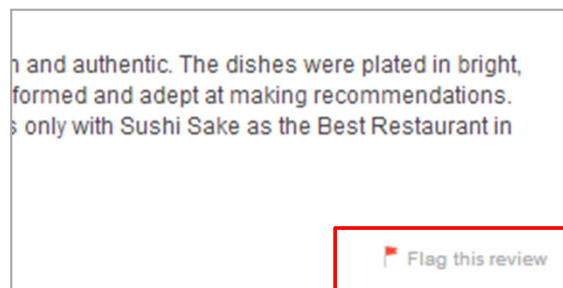 and authentic. The dishes were plated in bright,
formed and adept at making recommendations.
only with Sushi Sake as the Best Restaurant in
Flag this review